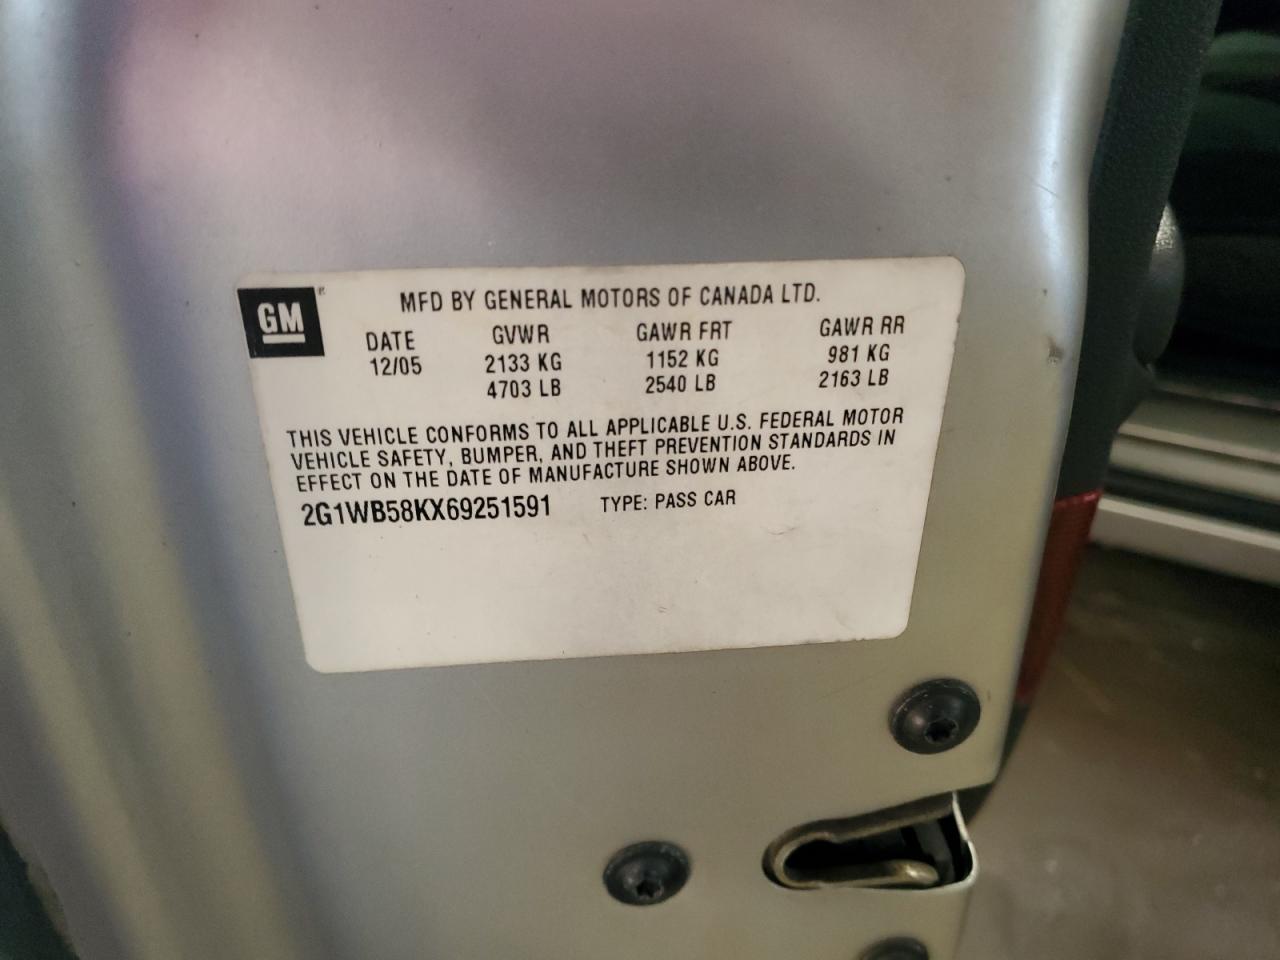 GM
MFD BY GENERAL MOTORS OF CANADA LTD.
DATE GVWR GAWR FRT GAWR RR
12/05 2133 KG 1152 KG 981 KG
4703 LB 2540 LB 2163 LB
THIS VEHICLE CONFORMS TO ALL APPLICABLE U.S. FEDERAL MOTOR
VEHICLE SAFETY, BUMPER, AND THEFT PREVENTION STANDARDS IN
EFFECT ON THE DATE OF MANUFACTURE SHOWN ABOVE.
2G1WB58KX69251591 TYPE: PASS CAR